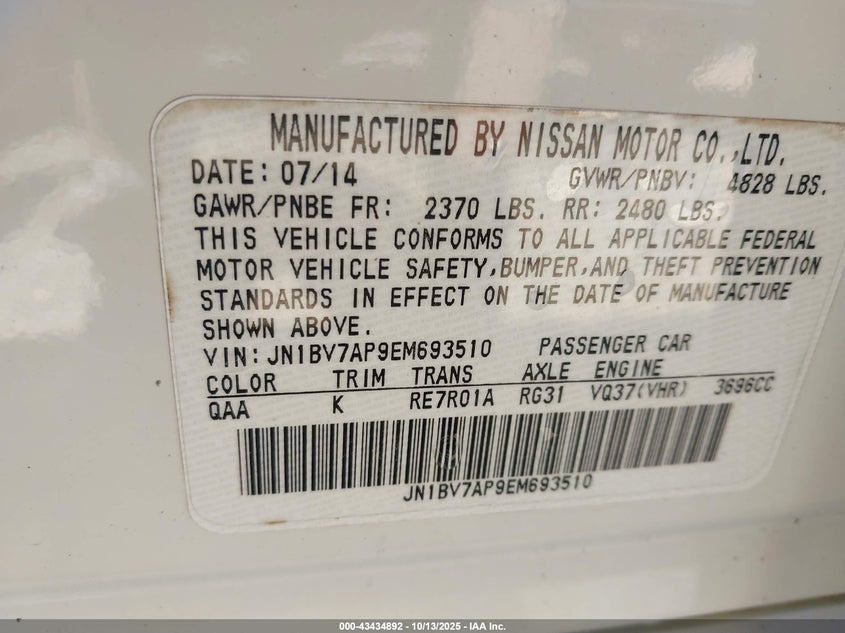 MANUFACTURED BY NISSAN MOTOR CO.,LTD.
DATE: 07/14 GVWR/PNBV: 4828 LBS.
GAWR/PNBE FR: 2370 LBS. RR: 2480 LBS.
THIS VEHICLE CONFORMS TO ALL APPLICABLE FEDERAL
MOTOR VEHICLE SAFETY,BUMPER,AND THEFT PREVENTION
STANDARDS IN EFFECT ON THE DATE OF MANUFACTURE
SHOWN ABOVE.
VIN: JN1BV7AP9EM693510 PASSENGER CAR
COLOR TRIM TRANS AXLE ENGINE
QAA K RE7R01A RG31 VQ37(VHR) 3696CC
JN1BV7AP9EM693510
000-43434892 - 10/13/2025 - IAA Inc.